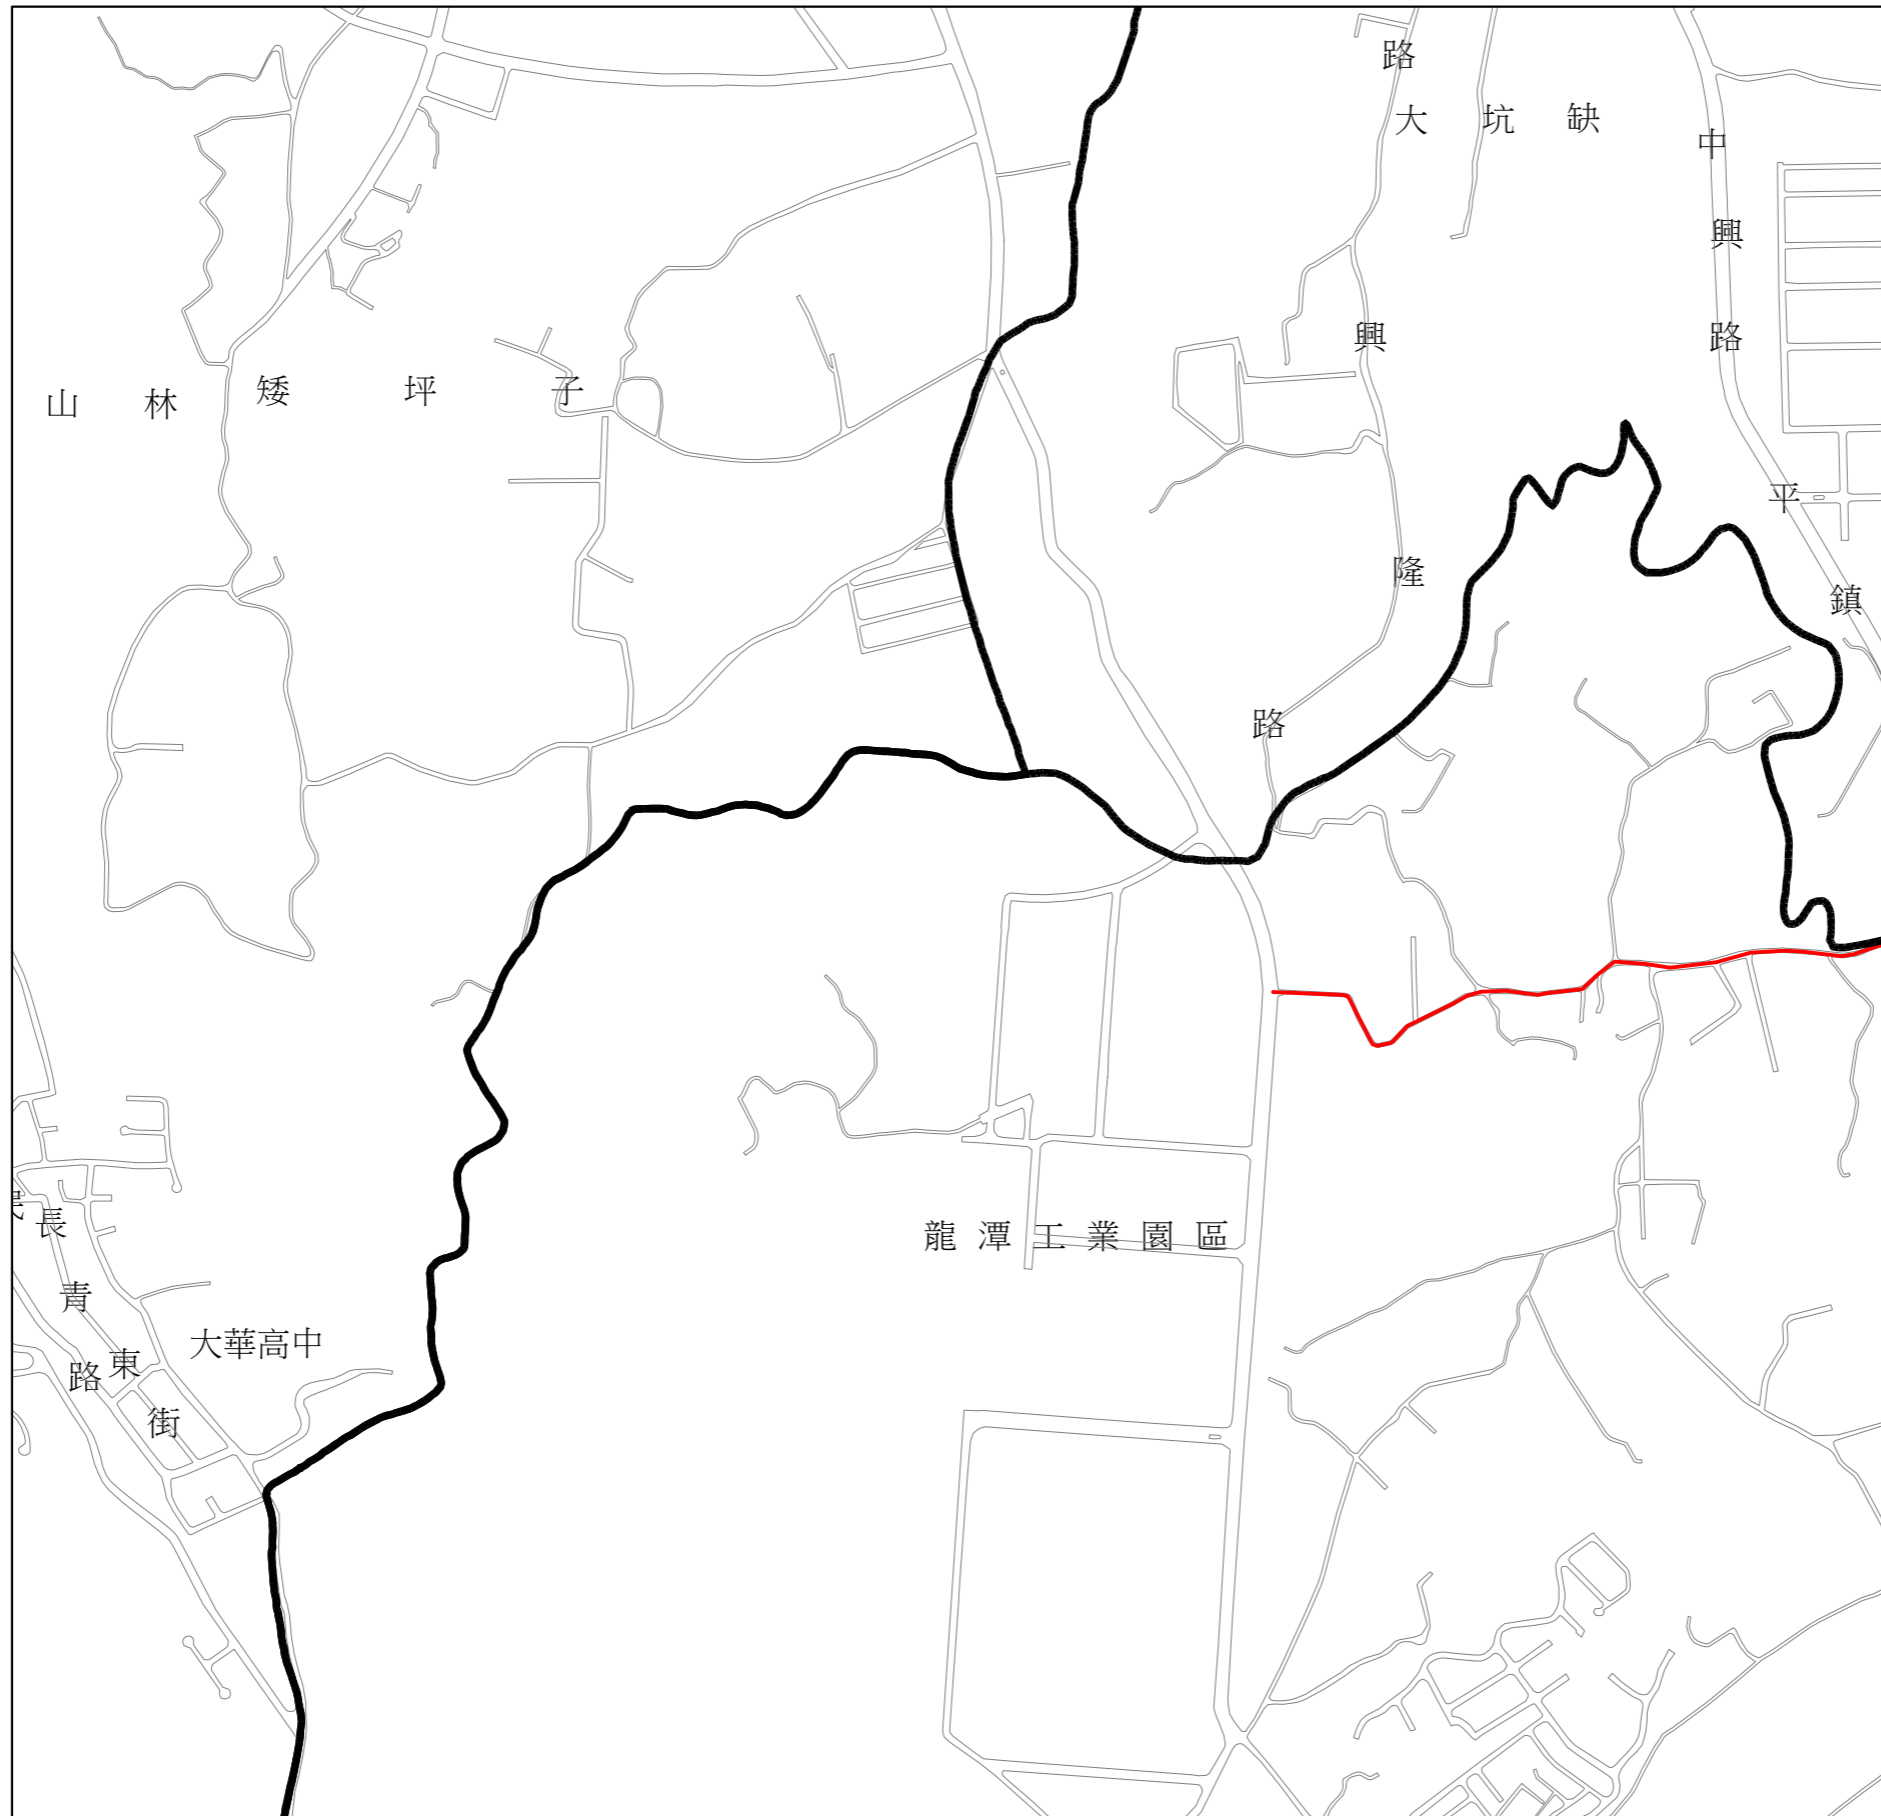 路
大坑缺
中興路
興隆路
山林
矮坪子
平鎮
龍潭工業園區
長青路
東街
大華高中